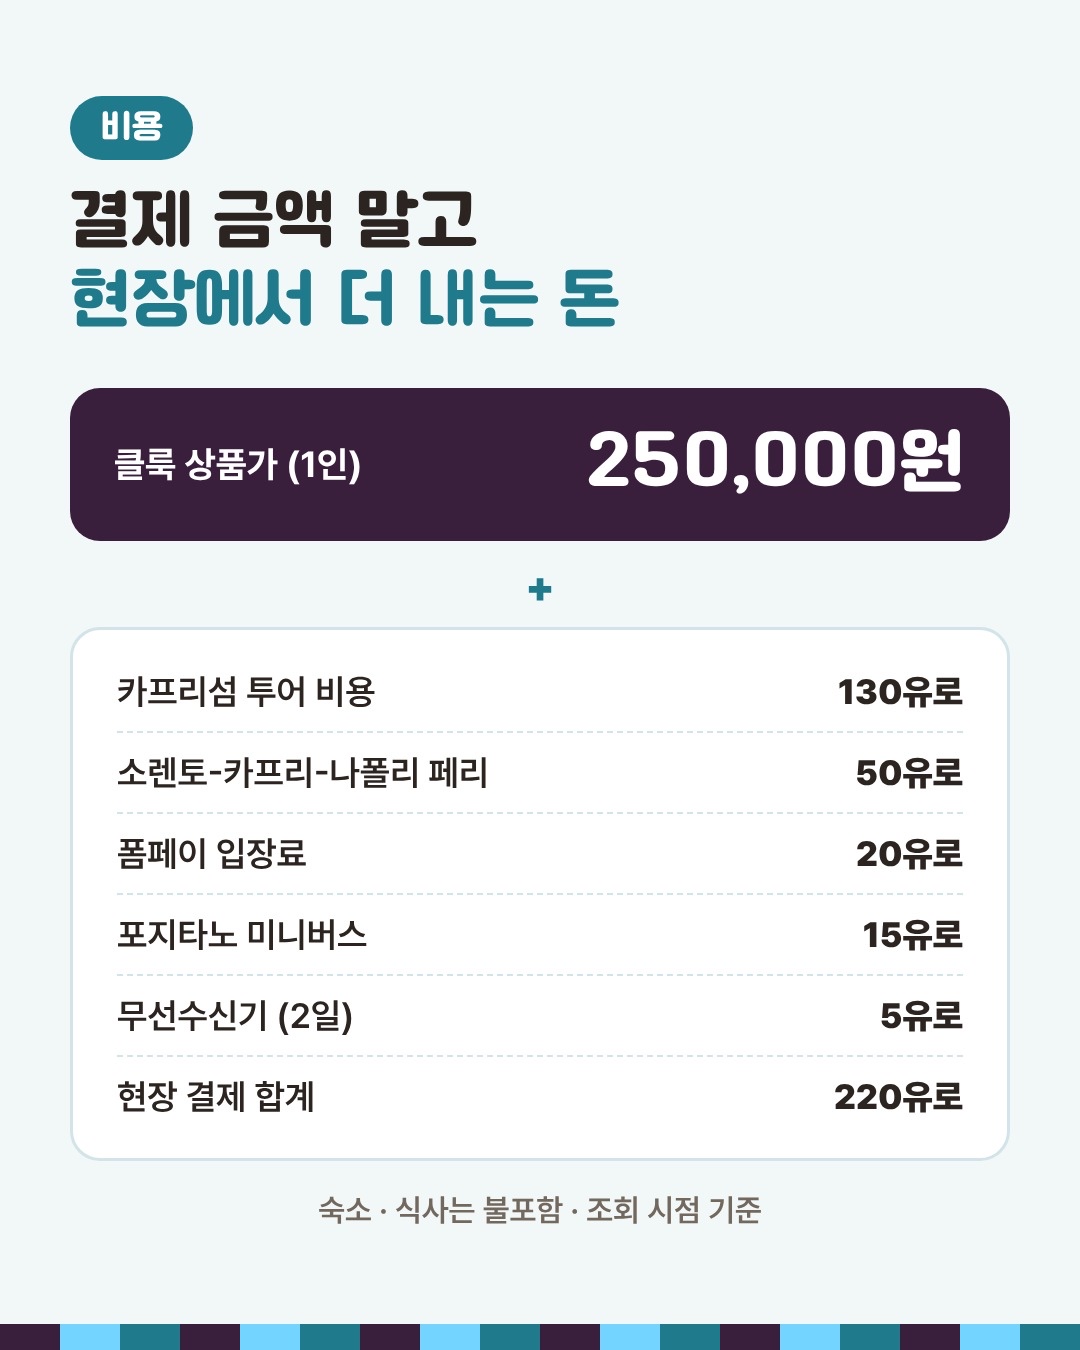 비용
결제 금액 말고
현장에서 더 내는 돈
클룩 상품가 (1인) 250,000원
+
카프리섬 투어 비용 130유로
소렌토-카프리-나폴리 페리 50유로
폼페이 입장료 20유로
포지타노 미니버스 15유로
무선수신기 (2일) 5유로
현장 결제 합계 220유로
숙소 · 식사는 불포함 · 조회 시점 기준